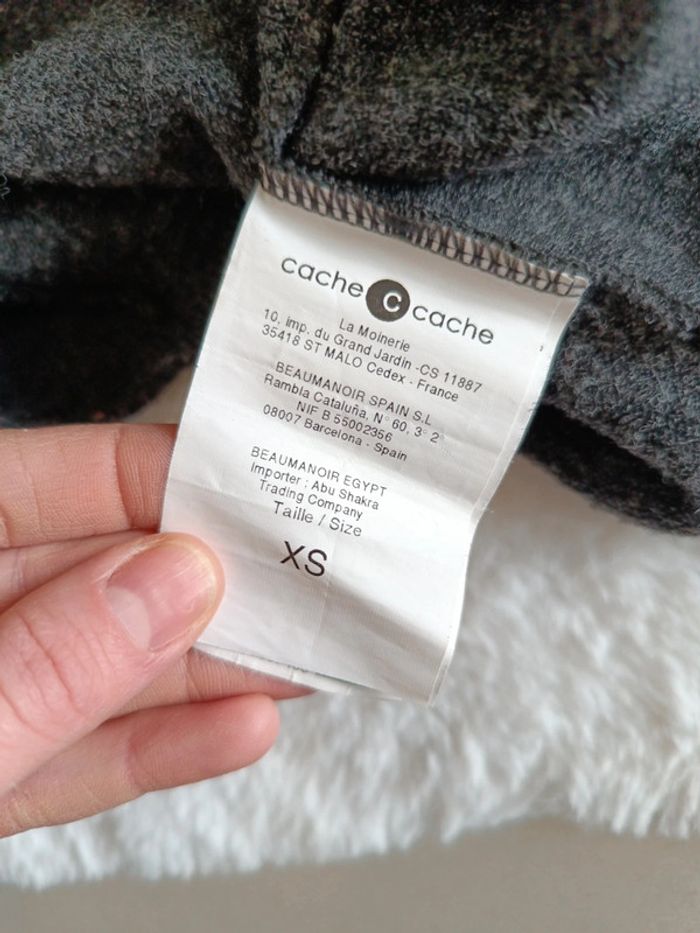 cache c cache
La Moinerie
10, imp. du Grand Jardin -CS 11887
35418 ST MALO Cedex - France
BEAUMANOIR SPAIN S.L
Rambla Cataluña, N° 60, 3° 2ª
NIF B 55002356
08007 Barcelona - Spain
BEAUMANOIR EGYPT
Importer : Abu Shakra
Trading Company
Taille / Size
XS